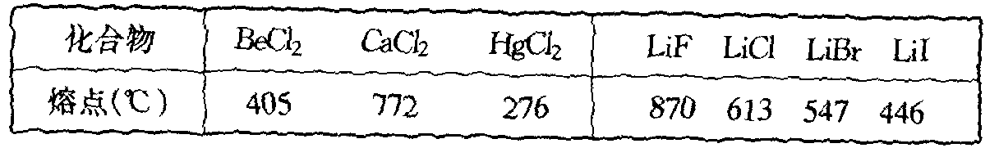 化合物 BeCl₂ CaCl₂ HgCl₂ LiF LiCl LiBr LiI
熔点(℃) 405 772 276 870 613 547 446